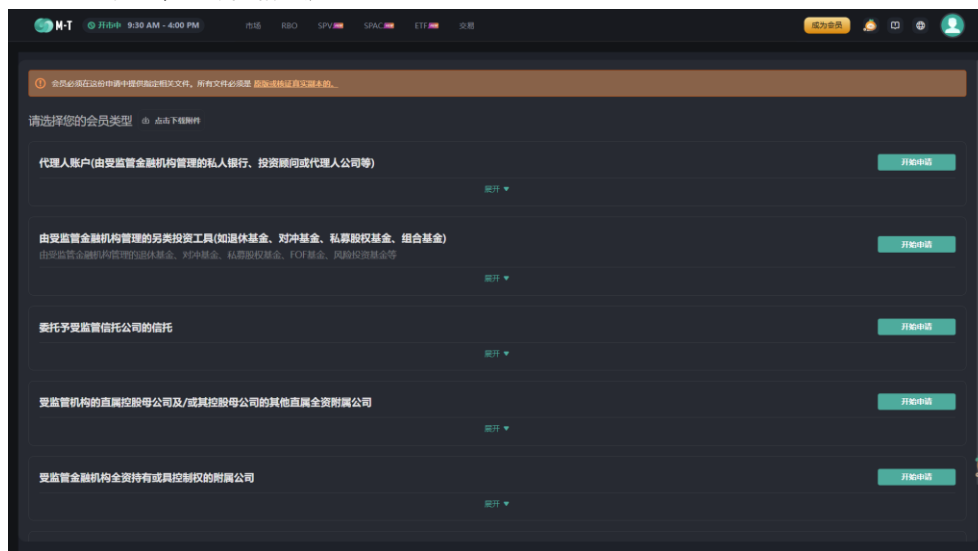 M-T
开市中 9:30 AM - 4:00 PM
市场 RBO SPV SPAC ETF 交易
成为会员
会员必须在这份申请中提供指定相关文件。所有文件必须是 原版或核证真实副本的。
请选择您的会员类型 点击下载附件
代理人账户(由受监管金融机构管理的私人银行、投资顾问或代理人公司等)
开始申请
展开 ▼
由受监管金融机构管理的另类投资工具(如退休基金、对冲基金、私募股权基金、组合基金)
由受监管金融机构管理的退休基金、对冲基金、私募股权基金、FOF基金、风险投资基金等
开始申请
展开 ▼
委托予受监管信托公司的信托
开始申请
展开 ▼
受监管机构的直属控股母公司及/或其控股母公司的其他直属全资附属公司
开始申请
展开 ▼
受监管金融机构全资持有或具控制权的附属公司
开始申请
展开 ▼